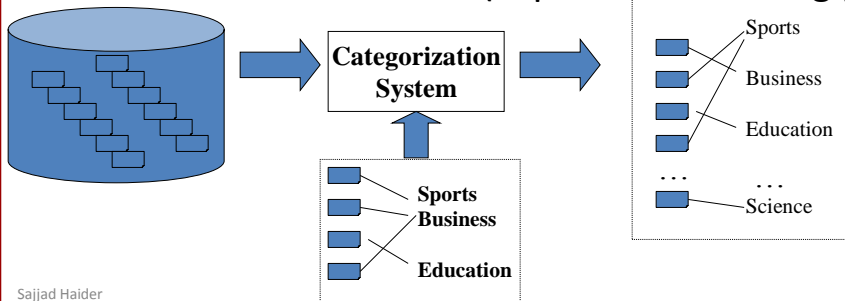 Categorization
System
Sports
Business
Education
... ...
Science
Sports
Business
Education
Sajjad Haider